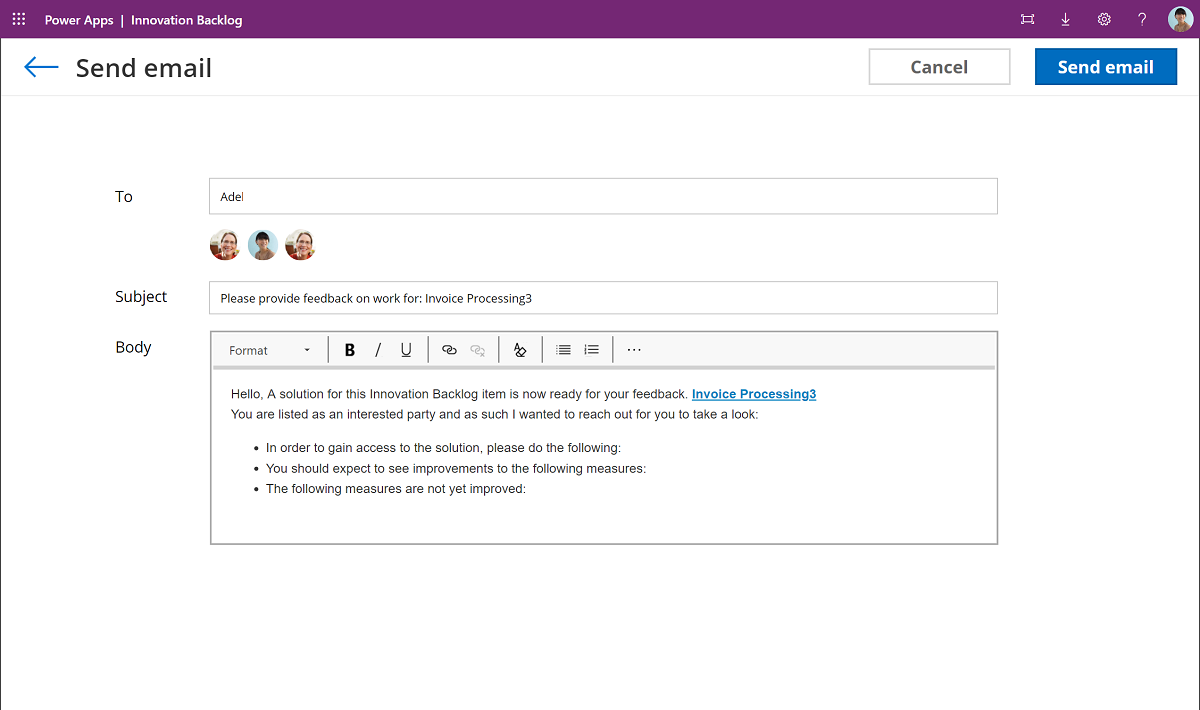 Power Apps | Innovation Backlog
?
Send email
Cancel
Send email
To
Adel
Subject
Please provide feedback on work for: Invoice Processing3
Body
Format
B / U
...
Hello, A solution for this Innovation Backlog item is now ready for your feedback. Invoice Processing3
You are listed as an interested party and as such I wanted to reach out for you to take a look:
• In order to gain access to the solution, please do the following:
• You should expect to see improvements to the following measures:
• The following measures are not yet improved: